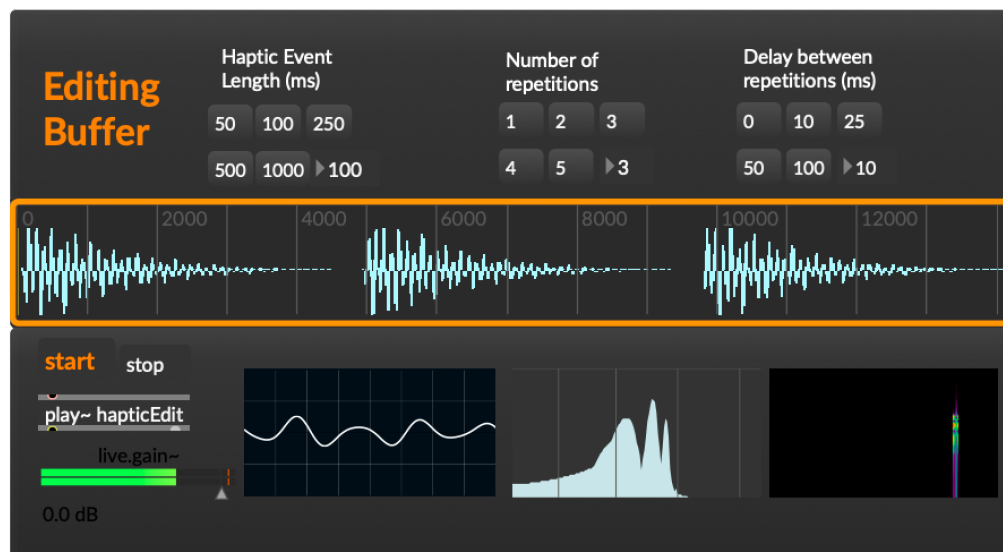 Editing
Buffer
Haptic Event
Length (ms)
50 100 250
500 1000 100
Number of
repetitions
1 2 3
4 5 3
Delay between
repetitions (ms)
0 10 25
50 100 10
0 2000 4000 6000 8000 10000 12000
start stop
play~ hapticEdit
live.gain~
0.0 dB